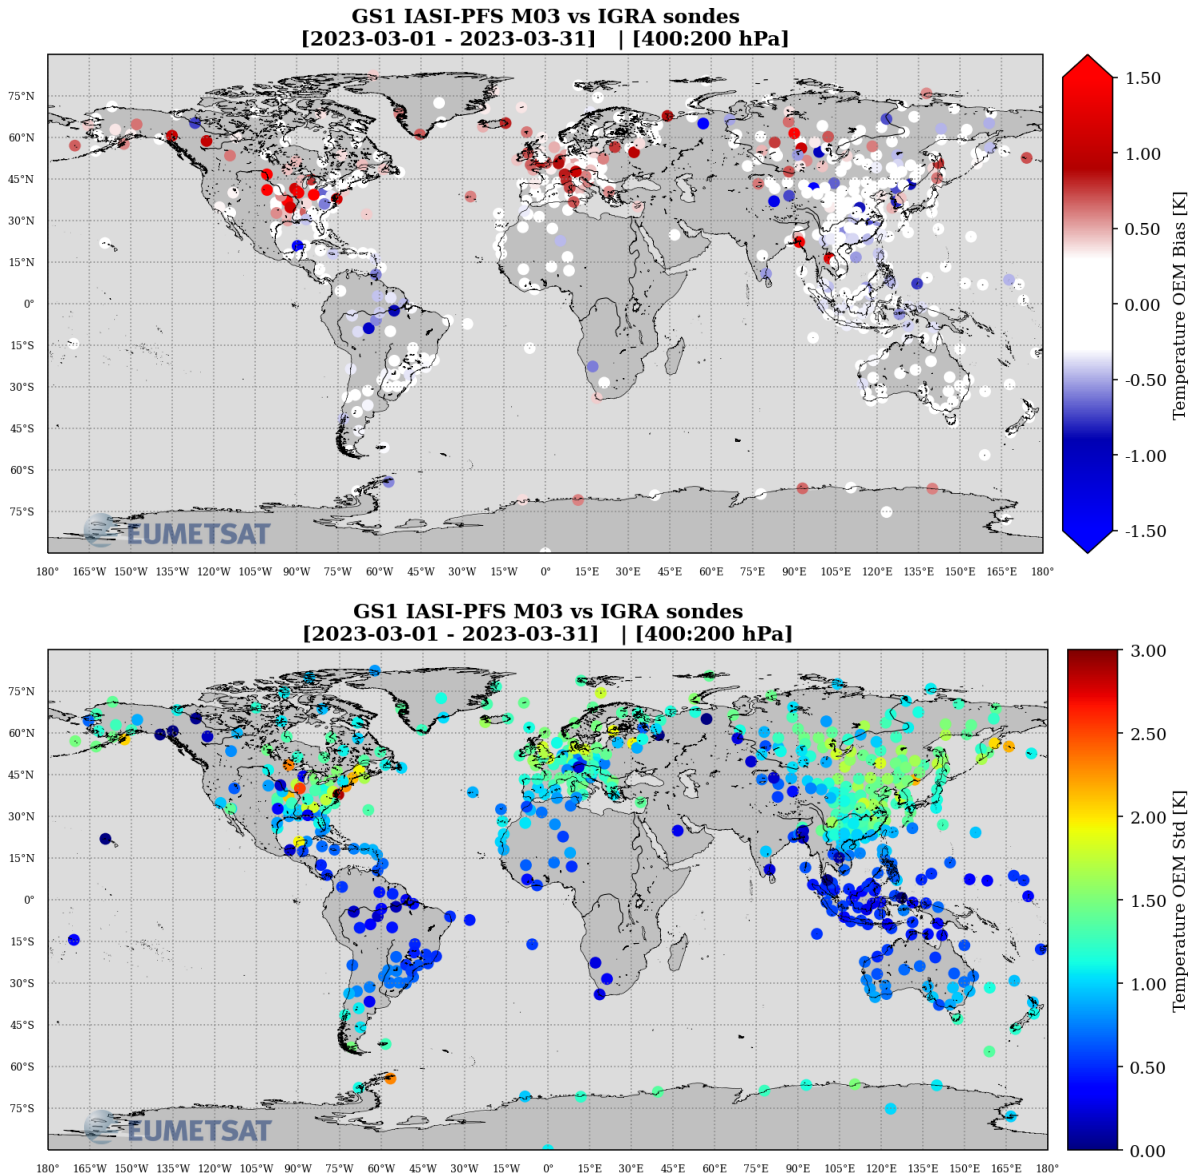 GS1 IASI-PFS M03 vs IGRA sondes
[2023-03-01 - 2023-03-31] | [400:200 hPa]
75°N
60°N
45°N
30°N
15°N
0°
15°S
30°S
45°S
60°S
75°S
EUMETSAT
180° 165°W 150°W 135°W 120°W 105°W 90°W 75°W 60°W 45°W 30°W 15°W 0° 15°E 30°E 45°E 60°E 75°E 90°E 105°E 120°E 135°E 150°E 165°E 180°
1.50
1.00
0.50
0.00
-0.50
-1.00
-1.50
Temperature OEM Bias [K]
GS1 IASI-PFS M03 vs IGRA sondes
[2023-03-01 - 2023-03-31] | [400:200 hPa]
75°N
60°N
45°N
30°N
15°N
0°
15°S
30°S
45°S
60°S
75°S
EUMETSAT
180° 165°W 150°W 135°W 120°W 105°W 90°W 75°W 60°W 45°W 30°W 15°W 0° 15°E 30°E 45°E 60°E 75°E 90°E 105°E 120°E 135°E 150°E 165°E 180°
3.00
2.50
2.00
1.50
1.00
0.50
0.00
Temperature OEM Std [K]